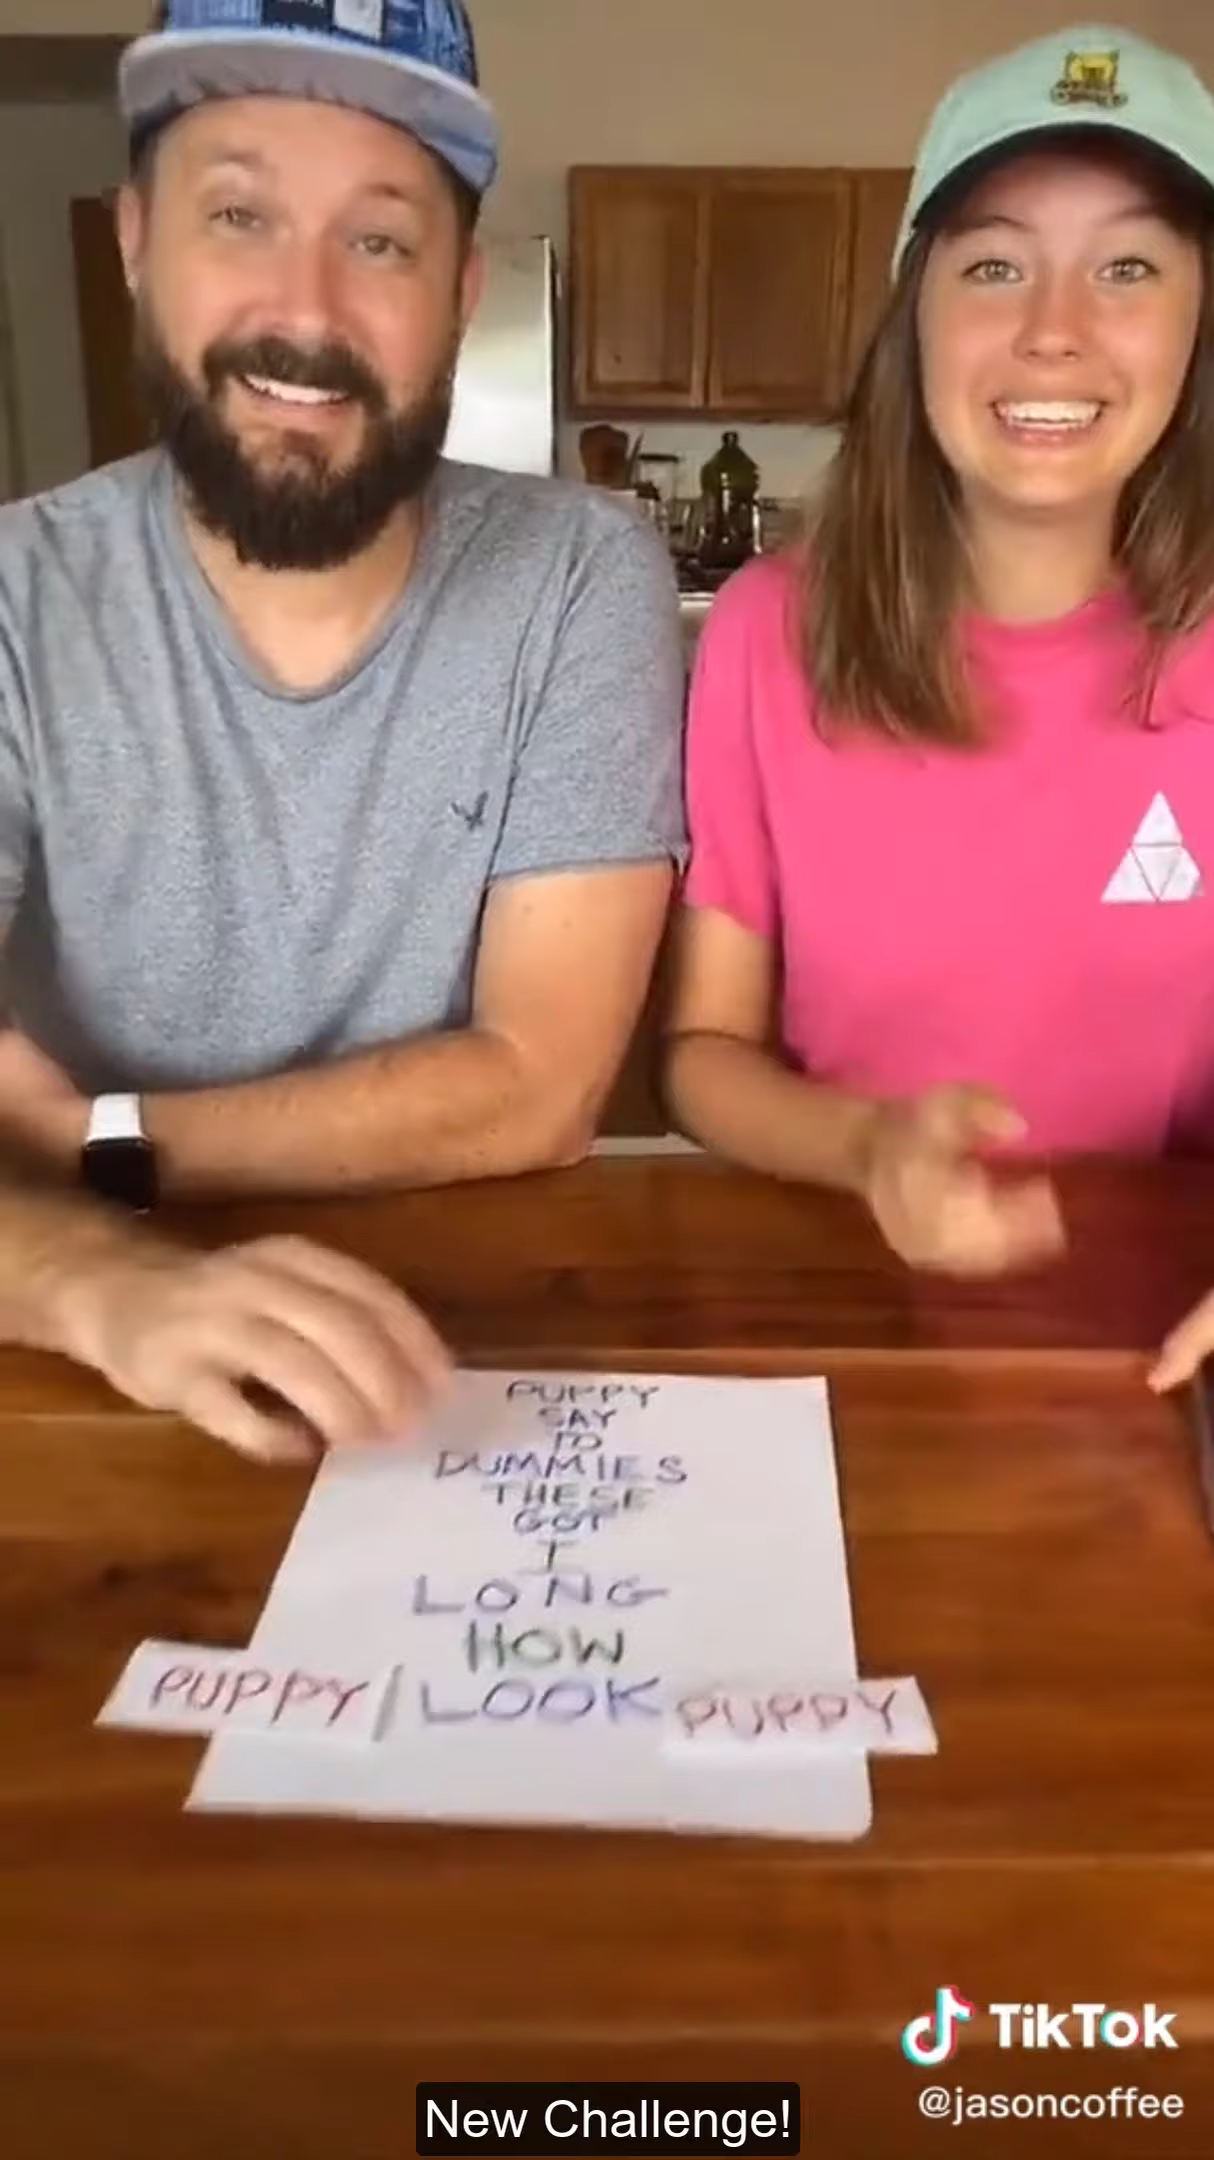 PUPPY
SAY
TO
DUMMIES
THESE
GOT
I
LONG
HOW
PUPPY / LOOK PUPPY
TikTok
@jasoncoffee
New Challenge!